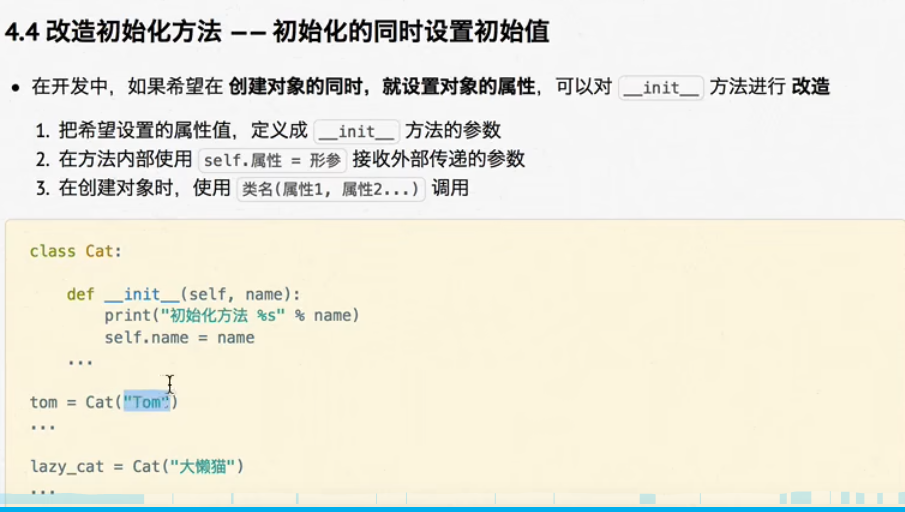 4.4 改造初始化方法 —— 初始化的同时设置初始值
• 在开发中，如果希望在 创建对象的同时，就设置对象的属性，可以对 __init__ 方法进行 改造
1. 把希望设置的属性值，定义成 __init__ 方法的参数
2. 在方法内部使用 self.属性 = 形参 接收外部传递的参数
3. 在创建对象时，使用 类名(属性1, 属性2...) 调用
class Cat:
def __init__(self, name):
print("初始化方法 %s" % name)
self.name = name
...
tom = Cat("Tom")
...
lazy_cat = Cat("大懒猫")
...